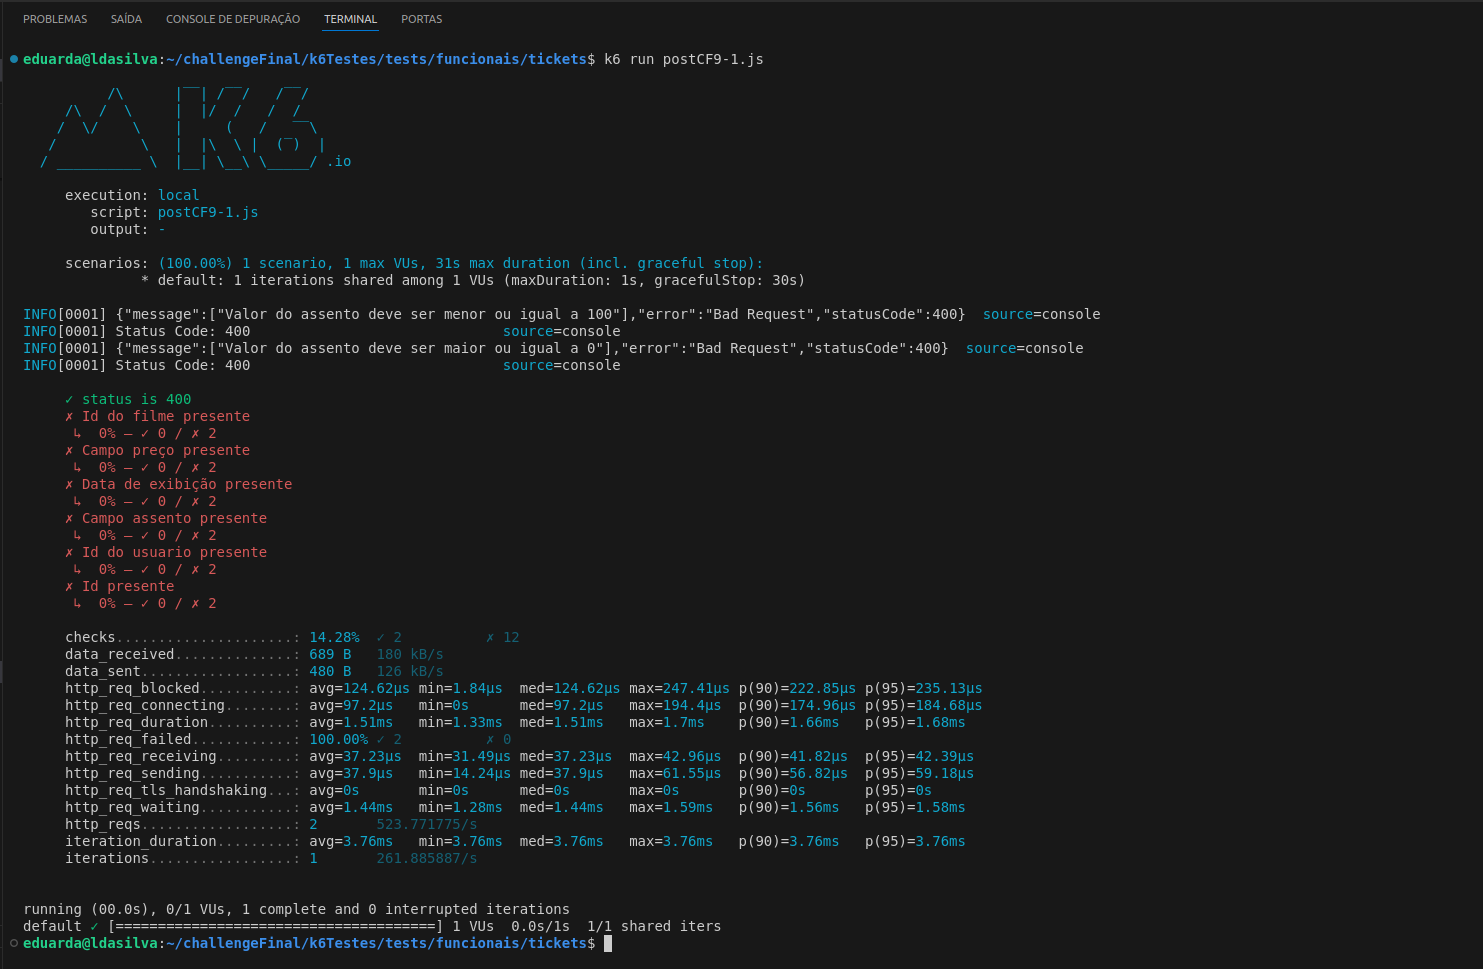 PROBLEMAS SAÍDA CONSOLE DE DEPURAÇÃO TERMINAL PORTAS
eduarda@ldasilva:~/challengeFinal/k6Testes/tests/funcionais/tickets$ k6 run postCF9-1.js
          /\      |‾‾| /‾‾/   /‾‾/
     /\  /  \     |  |/  /   /  /
    /  \/    \    |     (   /   ‾‾\
   /          \   |  |\  \ |  (‾)  |
  / __________ \  |__| \__\ \_____/ .io
execution: local
script: postCF9-1.js
output: -
scenarios: (100.00%) 1 scenario, 1 max VUs, 31s max duration (incl. graceful stop):
* default: 1 iterations shared among 1 VUs (maxDuration: 1s, gracefulStop: 30s)
INFO[0001] {"message":["Valor do assento deve ser menor ou igual a 100"],"error":"Bad Request","statusCode":400}  source=console
INFO[0001] Status Code: 400                              source=console
INFO[0001] {"message":["Valor do assento deve ser maior ou igual a 0"],"error":"Bad Request","statusCode":400}  source=console
INFO[0001] Status Code: 400                              source=console
✓ status is 400
✗ Id do filme presente
↳  0% — ✓ 0 / ✗ 2
✗ Campo preço presente
↳  0% — ✓ 0 / ✗ 2
✗ Data de exibição presente
↳  0% — ✓ 0 / ✗ 2
✗ Campo assento presente
↳  0% — ✓ 0 / ✗ 2
✗ Id do usuario presente
↳  0% — ✓ 0 / ✗ 2
✗ Id presente
↳  0% — ✓ 0 / ✗ 2
checks.....................: 14.28%  ✓ 2          ✗ 12
data_received..............: 689 B   180 kB/s
data_sent..................: 480 B   126 kB/s
http_req_blocked...........: avg=124.62µs min=1.84µs  med=124.62µs max=247.41µs p(90)=222.85µs p(95)=235.13µs
http_req_connecting........: avg=97.2µs   min=0s      med=97.2µs   max=194.4µs  p(90)=174.96µs p(95)=184.68µs
http_req_duration..........: avg=1.51ms   min=1.33ms  med=1.51ms   max=1.7ms    p(90)=1.66ms   p(95)=1.68ms
http_req_failed............: 100.00% ✓ 2          ✗ 0
http_req_receiving.........: avg=37.23µs  min=31.49µs med=37.23µs  max=42.96µs  p(90)=41.82µs  p(95)=42.39µs
http_req_sending...........: avg=37.9µs   min=14.24µs med=37.9µs   max=61.55µs  p(90)=56.82µs  p(95)=59.18µs
http_req_tls_handshaking...: avg=0s       min=0s      med=0s       max=0s       p(90)=0s       p(95)=0s
http_req_waiting...........: avg=1.44ms   min=1.28ms  med=1.44ms   max=1.59ms   p(90)=1.56ms   p(95)=1.58ms
http_reqs..................: 2       523.771775/s
iteration_duration.........: avg=3.76ms   min=3.76ms  med=3.76ms   max=3.76ms   p(90)=3.76ms   p(95)=3.76ms
iterations.................: 1       261.885887/s
running (00.0s), 0/1 VUs, 1 complete and 0 interrupted iterations
default ✓ [======================================] 1 VUs  0.0s/1s  1/1 shared iters
eduarda@ldasilva:~/challengeFinal/k6Testes/tests/funcionais/tickets$